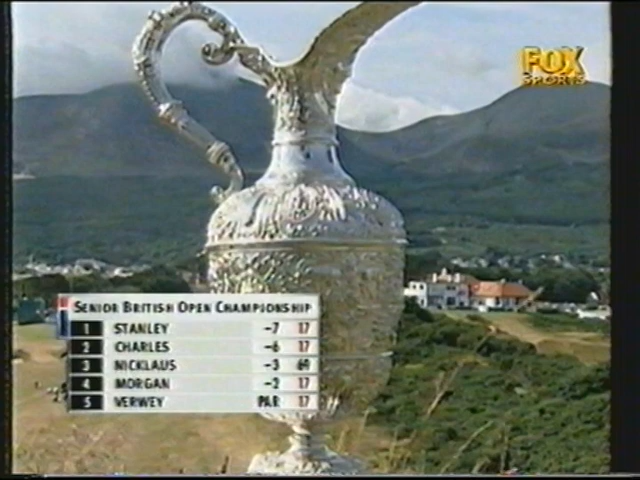 FOX
SPORTS
SENIOR BRITISH OPEN CHAMPIONSHIP
1 STANLEY -7 17
2 CHARLES -6 17
3 NICKLAUS -3 69
4 MORGAN -2 17
5 VERWEY PAR 17